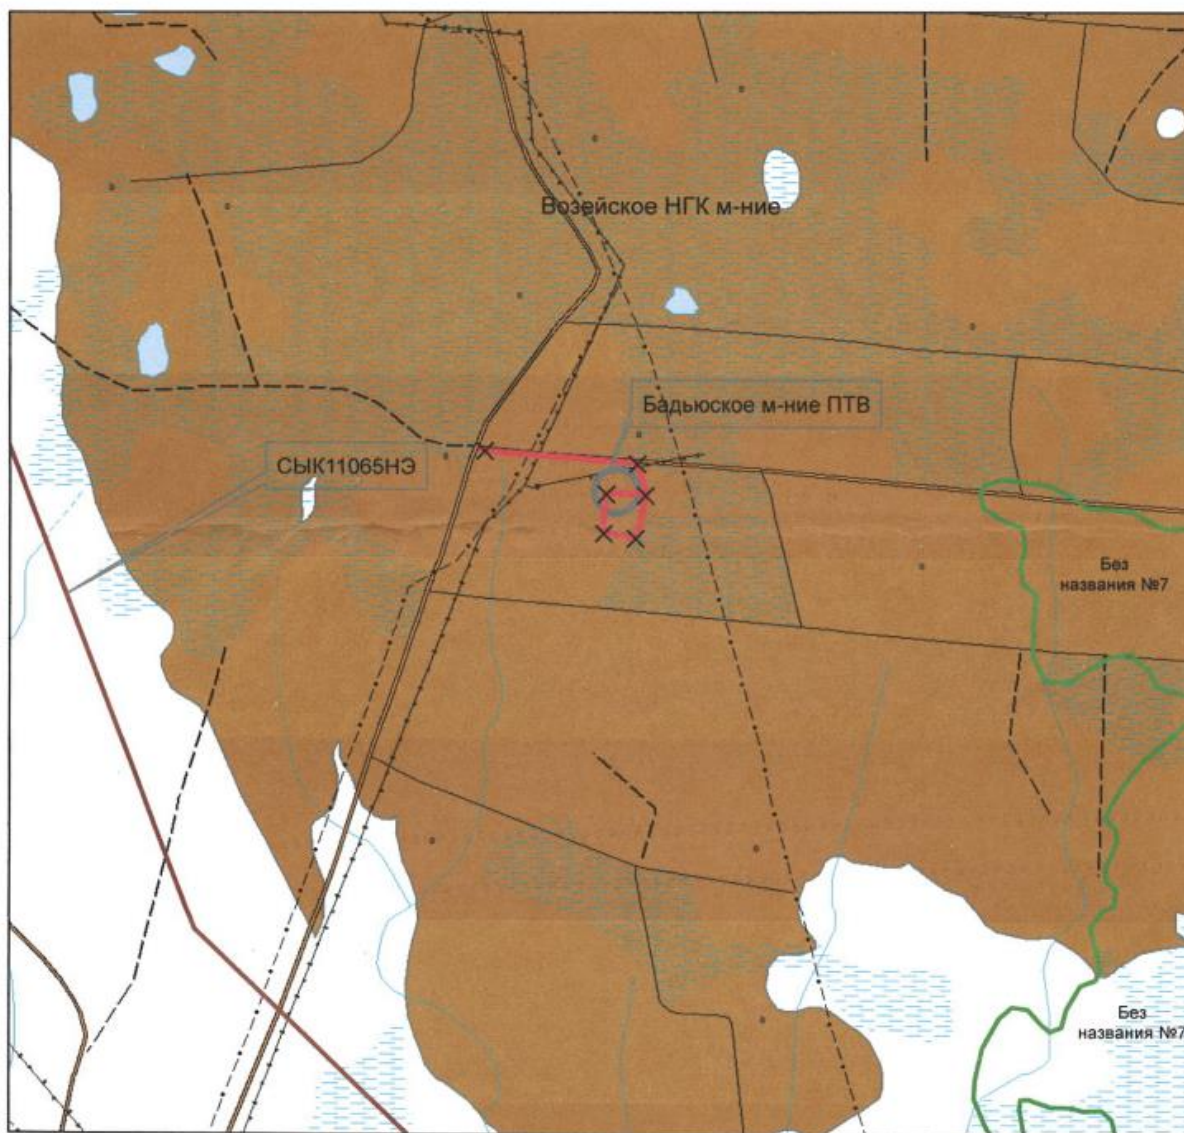 Возейское НГК м-ние
Бадьюское м-ние ПТВ
СЫК11065НЭ
Без
названия №7
Без
названия №7